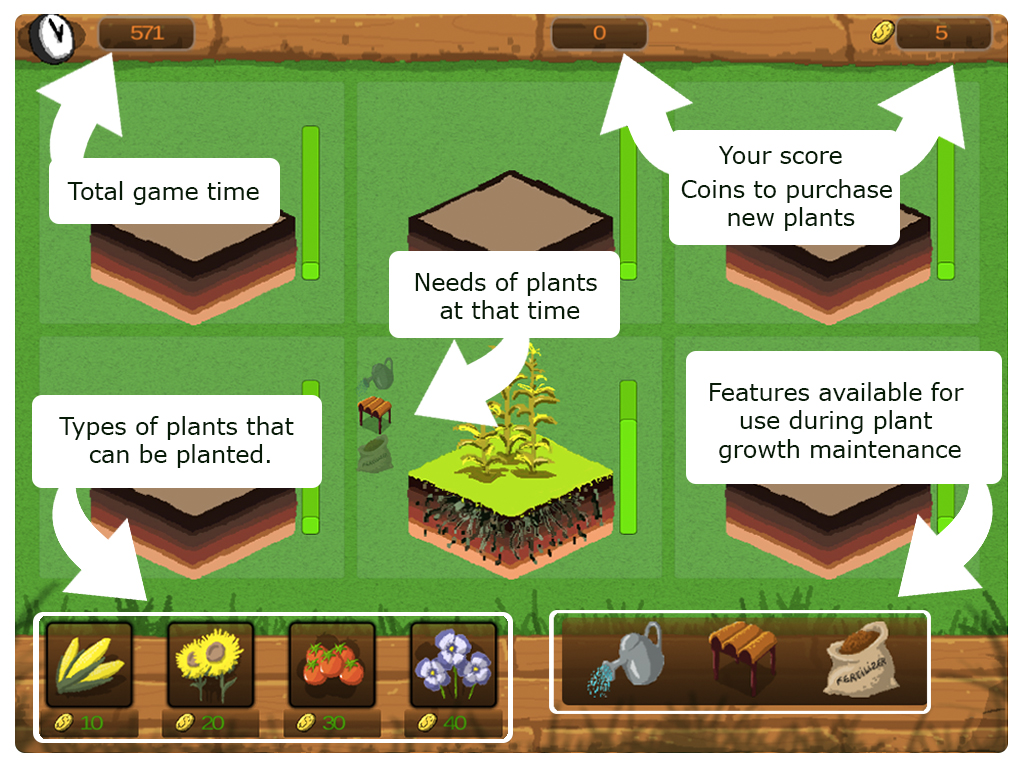 571
0
5
Total game time
Your score
Coins to purchase
new plants
Needs of plants
at that time
Types of plants that
can be planted.
Features available for
use during plant
growth maintenance
10
20
30
40
FEREILIZER